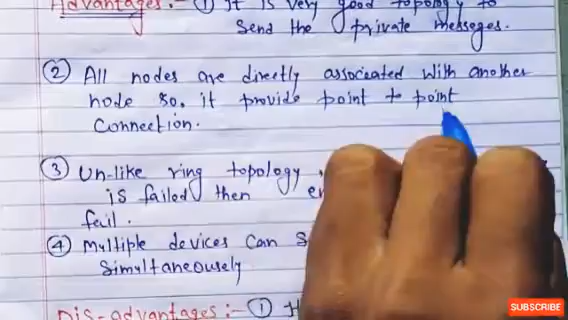 Advantages :- ① It is very good topology to
send the private messages.
② All nodes are directly associated with another
node so. it provide point to point
connection.
③ Un-like ring topology
is failed then
fail.
④ Multiple devices can
simultaneousely
Dis-advantages :- ①
SUBSCRIBE